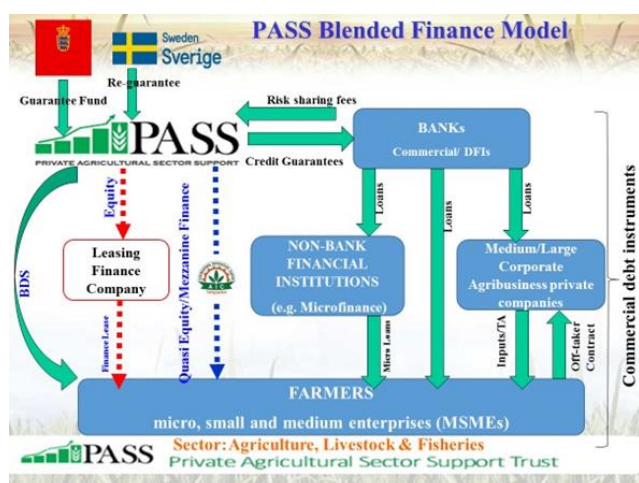 PASS Blended Finance Model
Sweden
Sverige
Re-guarantee
Guarantee Fund
Risk sharing fees
PASS
PRIVATE AGRICULTURAL SECTOR SUPPORT
Credit Guarantees
BANKs
Commercial/ DFIs
Equity
Loans
Loans
Loans
BDS
Leasing
Finance
Company
Quasi Equity/Mezzanine Finance
AIC
NON-BANK
FINANCIAL
INSTITUTIONS
(e.g. Microfinance)
Medium/Large
Corporate
Agribusiness private
companies
Commercial debt instruments
Finance Lease
Micro Loans
Inputs/TA
Off-taker
Contract
FARMERS
micro, small and medium enterprises (MSMEs)
Sector: Agriculture, Livestock & Fisheries
PASS
Private Agricultural Sector Support Trust